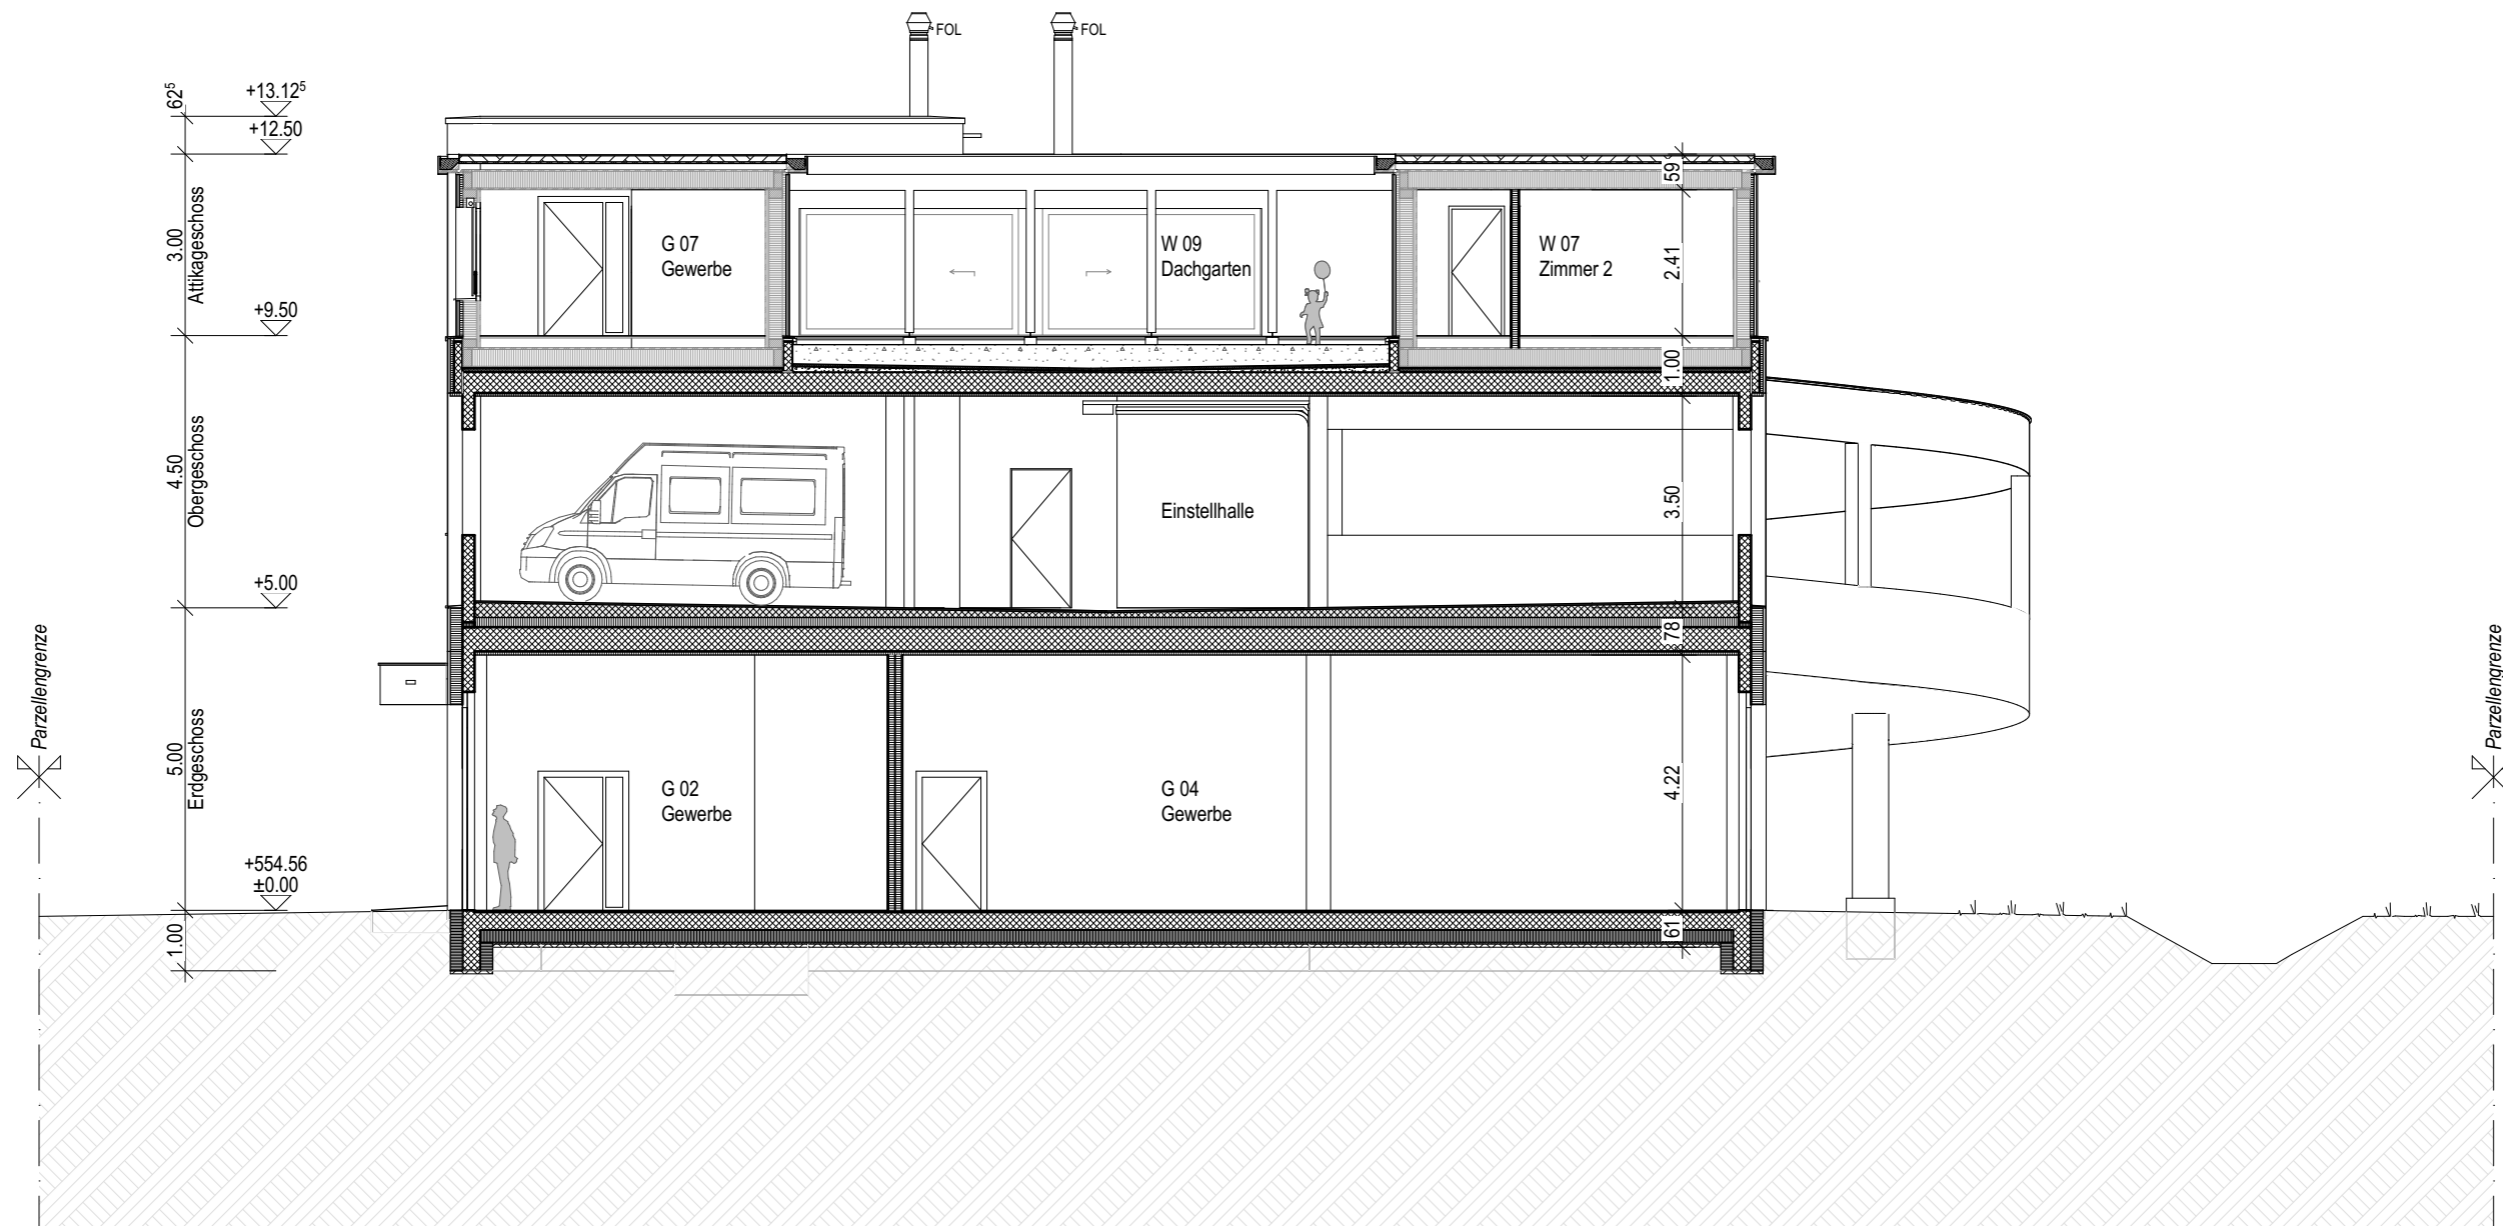 FOL
FOL
62⁵
+13.12⁵
+12.50
3.00
Attikageschoss
+9.50
4.50
Obergeschoss
+5.00
5.00
Erdgeschoss
+554.56
±0.00
1.00
Parzellengrenze
G 07
Gewerbe
W 09
Dachgarten
W 07
Zimmer 2
59
2.41
1.00
Einstellhalle
3.50
78
G 02
Gewerbe
G 04
Gewerbe
4.22
61
Parzellengrenze